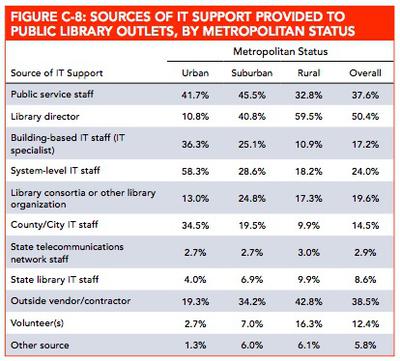 FIGURE C-8: SOURCES OF IT SUPPORT PROVIDED TO
PUBLIC LIBRARY OUTLETS, BY METROPOLITAN STATUS
Metropolitan Status
Source of IT Support Urban Suburban Rural Overall
Public service staff 41.7% 45.5% 32.8% 37.6%
Library director 10.8% 40.8% 59.5% 50.4%
Building-based IT staff (IT
specialist) 36.3% 25.1% 10.9% 17.2%
System-level IT staff 58.3% 28.6% 18.2% 24.0%
Library consortia or other library
organization 13.0% 24.8% 17.3% 19.6%
County/City IT staff 34.5% 19.5% 9.9% 14.5%
State telecommunications
network staff 2.7% 2.7% 3.0% 2.9%
State library IT staff 4.0% 6.9% 9.9% 8.6%
Outside vendor/contractor 19.3% 34.2% 42.8% 38.5%
Volunteer(s) 2.7% 7.0% 16.3% 12.4%
Other source 1.3% 6.0% 6.1% 5.8%